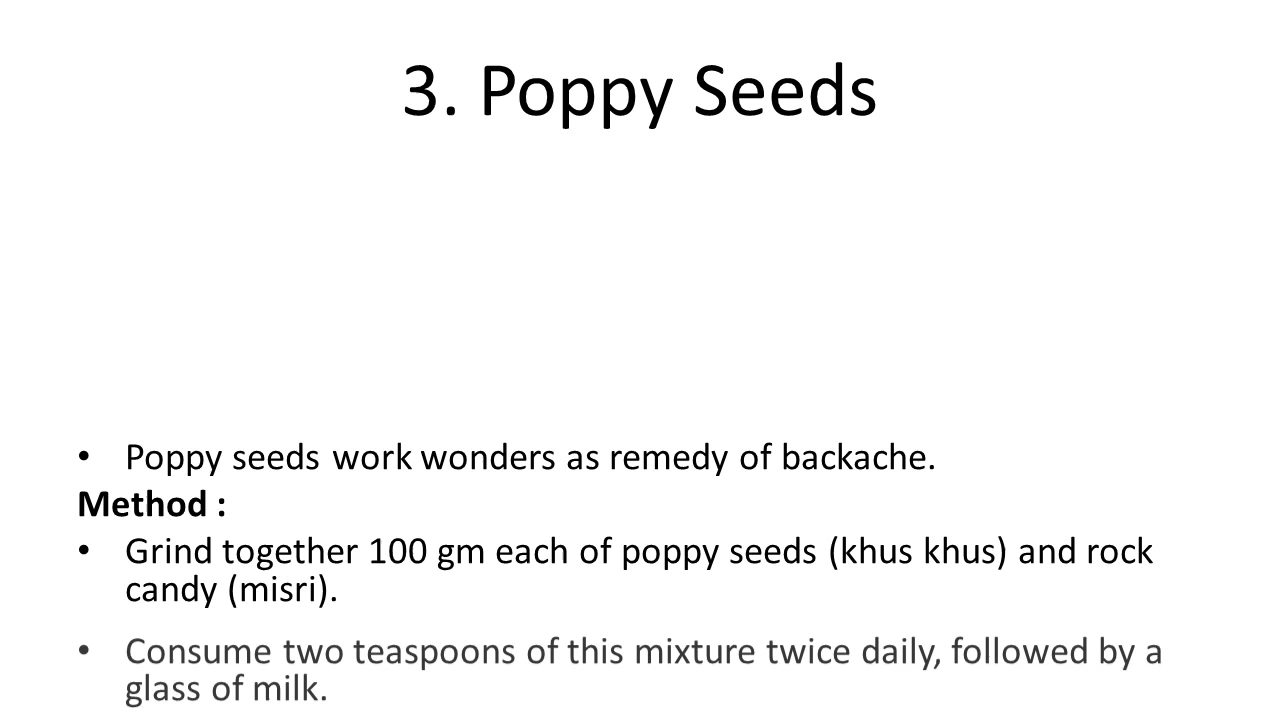 3. Poppy Seeds
• Poppy seeds work wonders as remedy of backache.
Method :
• Grind together 100 gm each of poppy seeds (khus khus) and rock
candy (misri).
• Consume two teaspoons of this mixture twice daily, followed by a
glass of milk.